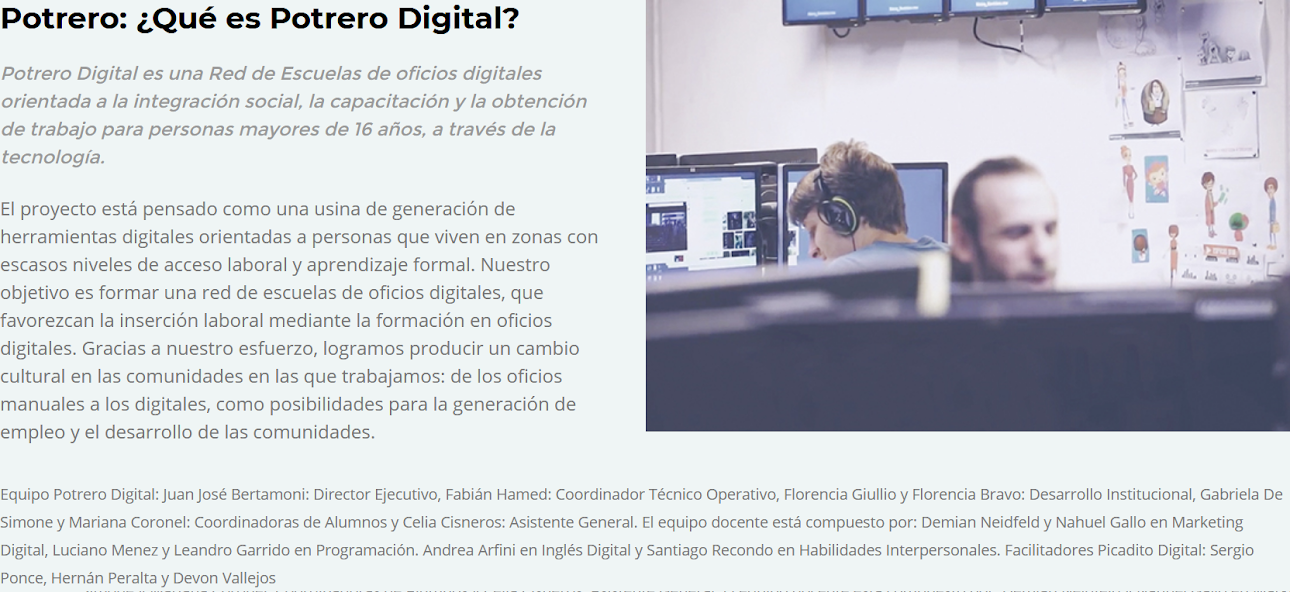 Potrero: ¿Qué es Potrero Digital?
Potrero Digital es una Red de Escuelas de oficios digitales
orientada a la integración social, la capacitación y la obtención
de trabajo para personas mayores de 16 años, a través de la
tecnología.
El proyecto está pensado como una usina de generación de
herramientas digitales orientadas a personas que viven en zonas con
escasos niveles de acceso laboral y aprendizaje formal. Nuestro
objetivo es formar una red de escuelas de oficios digitales, que
favorezcan la inserción laboral mediante la formación en oficios
digitales. Gracias a nuestro esfuerzo, logramos producir un cambio
cultural en las comunidades en las que trabajamos: de los oficios
manuales a los digitales, como posibilidades para la generación de
empleo y el desarrollo de las comunidades.
Equipo Potrero Digital: Juan José Bertamoni: Director Ejecutivo, Fabián Hamed: Coordinador Técnico Operativo, Florencia Giullio y Florencia Bravo: Desarrollo Institucional, Gabriela De
Simone y Mariana Coronel: Coordinadoras de Alumnos y Celia Cisneros: Asistente General. El equipo docente está compuesto por: Demian Neidfeld y Nahuel Gallo en Marketing
Digital, Luciano Menez y Leandro Garrido en Programación. Andrea Arfini en Inglés Digital y Santiago Recondo en Habilidades Interpersonales. Facilitadores Picadito Digital: Sergio
Ponce, Hernán Peralta y Devon Vallejos